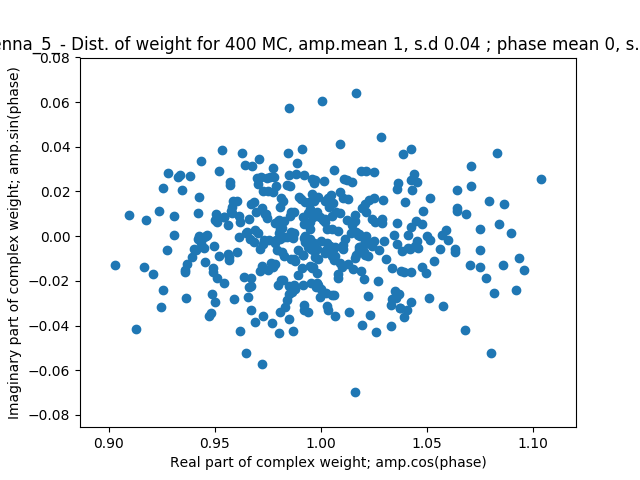 enna_5_- Dist. of weight for 400 MC, amp.mean 1, s.d 0.04 ; phase mean 0, s.
Imaginary part of complex weight; amp.sin(phase)
0.08
0.06
0.04
0.02
0.00
−0.02
−0.04
−0.06
−0.08
0.90 0.95 1.00 1.05 1.10
Real part of complex weight; amp.cos(phase)